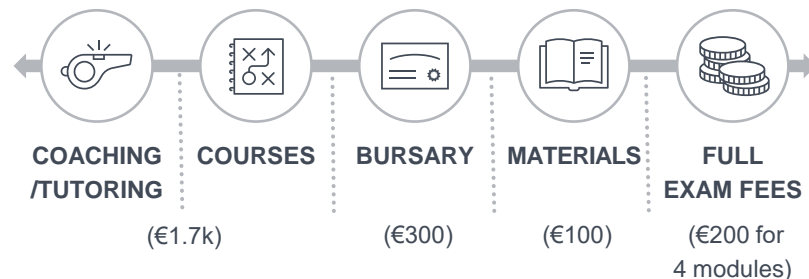 COACHING
/TUTORING
COURSES
BURSARY
MATERIALS
FULL
EXAM FEES
(€1.7k)
(€300)
(€100)
(€200 for
4 modules)